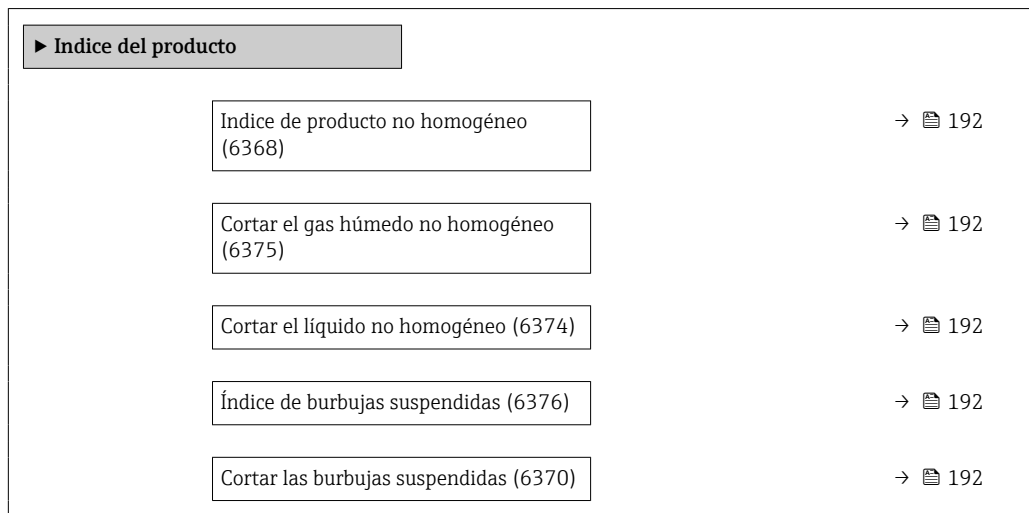 ► Indice del producto
Indice de producto no homogéneo
(6368)
→ 192
Cortar el gas húmedo no homogéneo
(6375)
→ 192
Cortar el líquido no homogéneo (6374)
→ 192
Índice de burbujas suspendidas (6376)
→ 192
Cortar las burbujas suspendidas (6370)
→ 192